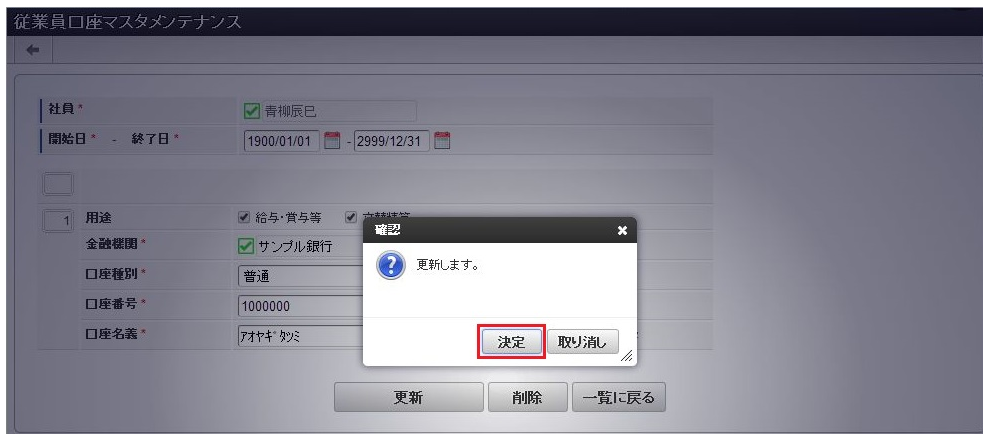 従業員口座マスタメンテナンス
社員* 青柳辰巳
開始日* - 終了日* 1900/01/01 - 2999/12/31
1 用途 給与・賞与等
確認
金融機関* サンプル銀行
更新します。
口座種別* 普通
口座番号* 1000000
口座名義* ｱｵﾔｷﾞﾀﾂﾐ
決定 取り消し
更新 削除 一覧に戻る